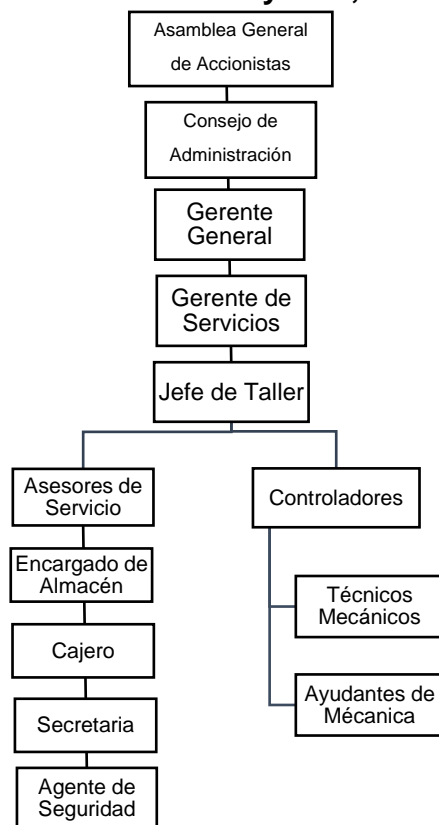 Asamblea General
de Accionistas
Consejo de
Administración
Gerente
General
Gerente de
Servicios
Jefe de Taller
Asesores de
Servicio
Controladores
Encargado de
Almacén
Técnicos
Mecánicos
Cajero
Ayudantes de
Mécanica
Secretaria
Agente de
Seguridad